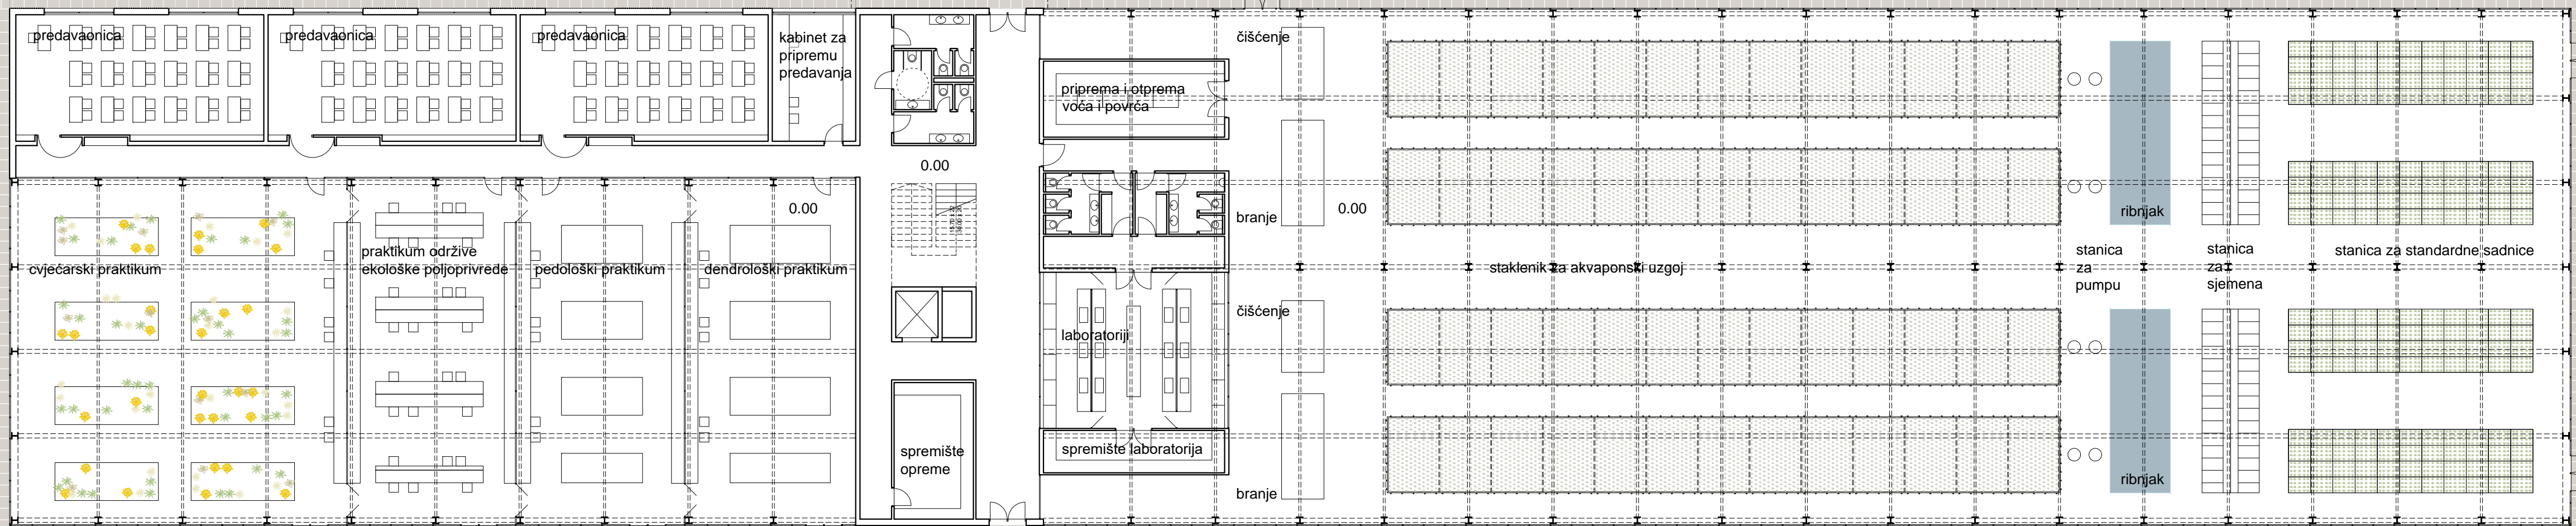 predavaonica
predavaonica
predavaonica
kabinet za
pripremu
predavanja
čišćenje
priprema i otprema
voća i povrća
0.00
0.00
branje
0.00
ribnjak
cvjećarski praktikum
praktikum održive
ekološke poljoprivrede
pedološki praktikum
dendrološki praktikum
staklenik za akvaponski uzgoj
stanica
za
pumpu
stanica
za
sjemena
stanica za standardne sadnice
čišćenje
laboratoriji
spremište
opreme
spremište laboratorija
branje
ribnjak